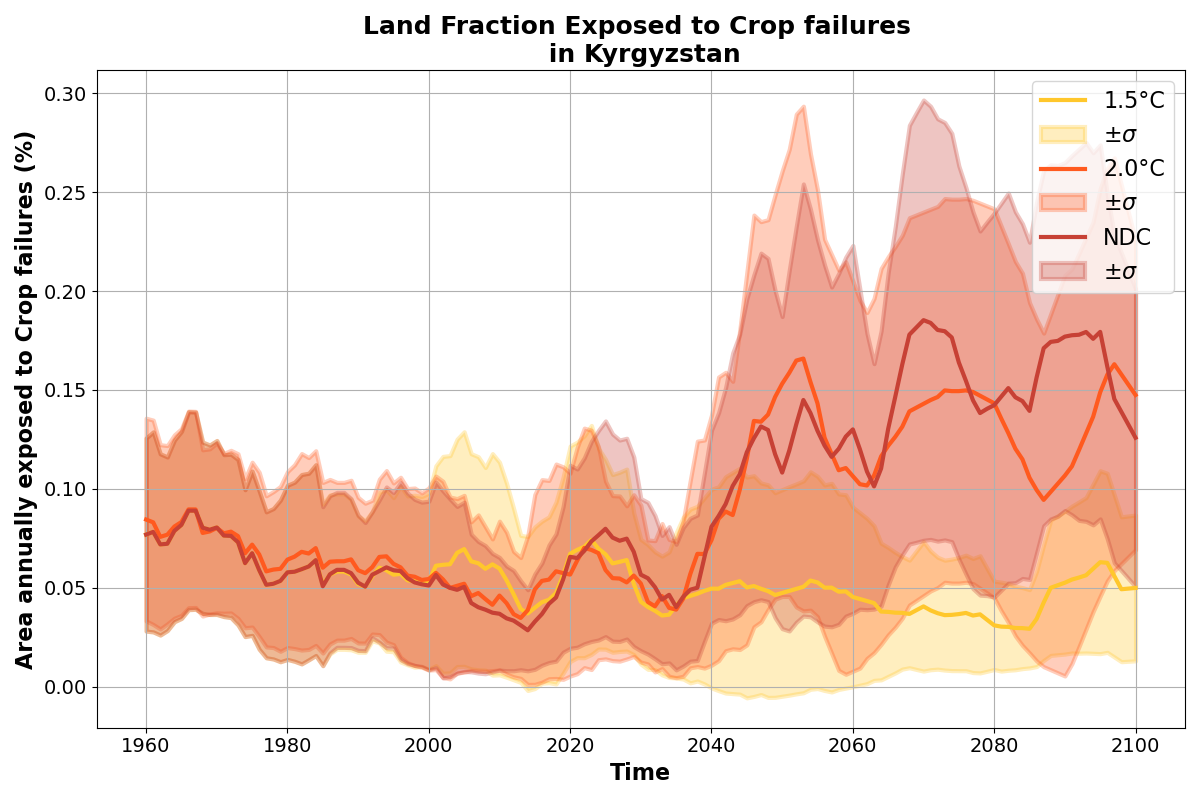 Land Fraction Exposed to Crop failures
in Kyrgyzstan
Area annually exposed to Crop failures (%)
0.30
0.25
0.20
0.15
0.10
0.05
0.00
1.5°C
±σ
2.0°C
±σ
NDC
±σ
1960
1980
2000
2020
2040
2060
2080
2100
Time